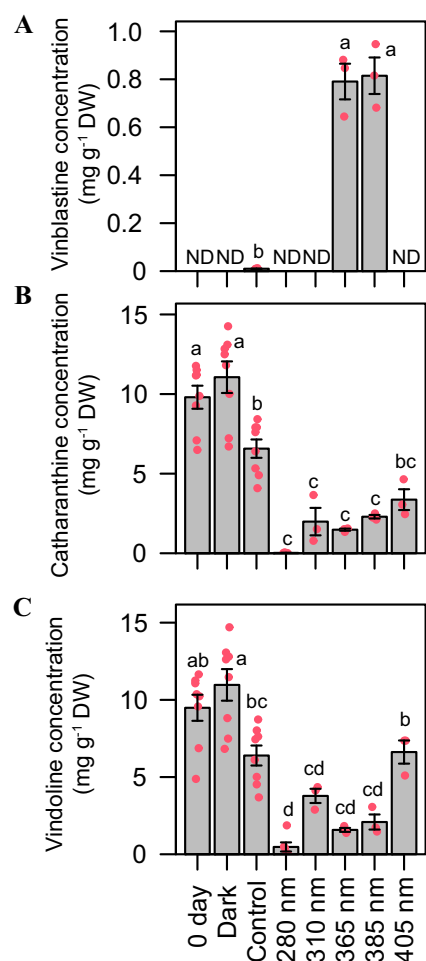 A
Vinblastine concentration
(mg g⁻¹ DW)
1.0
0.8
0.6
0.4
0.2
0
ND
ND
b
ND
ND
a
a
ND
B
Catharanthine concentration
(mg g⁻¹ DW)
15
10
5
0
a
a
b
c
c
c
c
bc
C
Vindoline concentration
(mg g⁻¹ DW)
15
10
5
0
ab
a
bc
d
cd
cd
cd
b
0 day
Dark
Control
280 nm
310 nm
365 nm
385 nm
405 nm